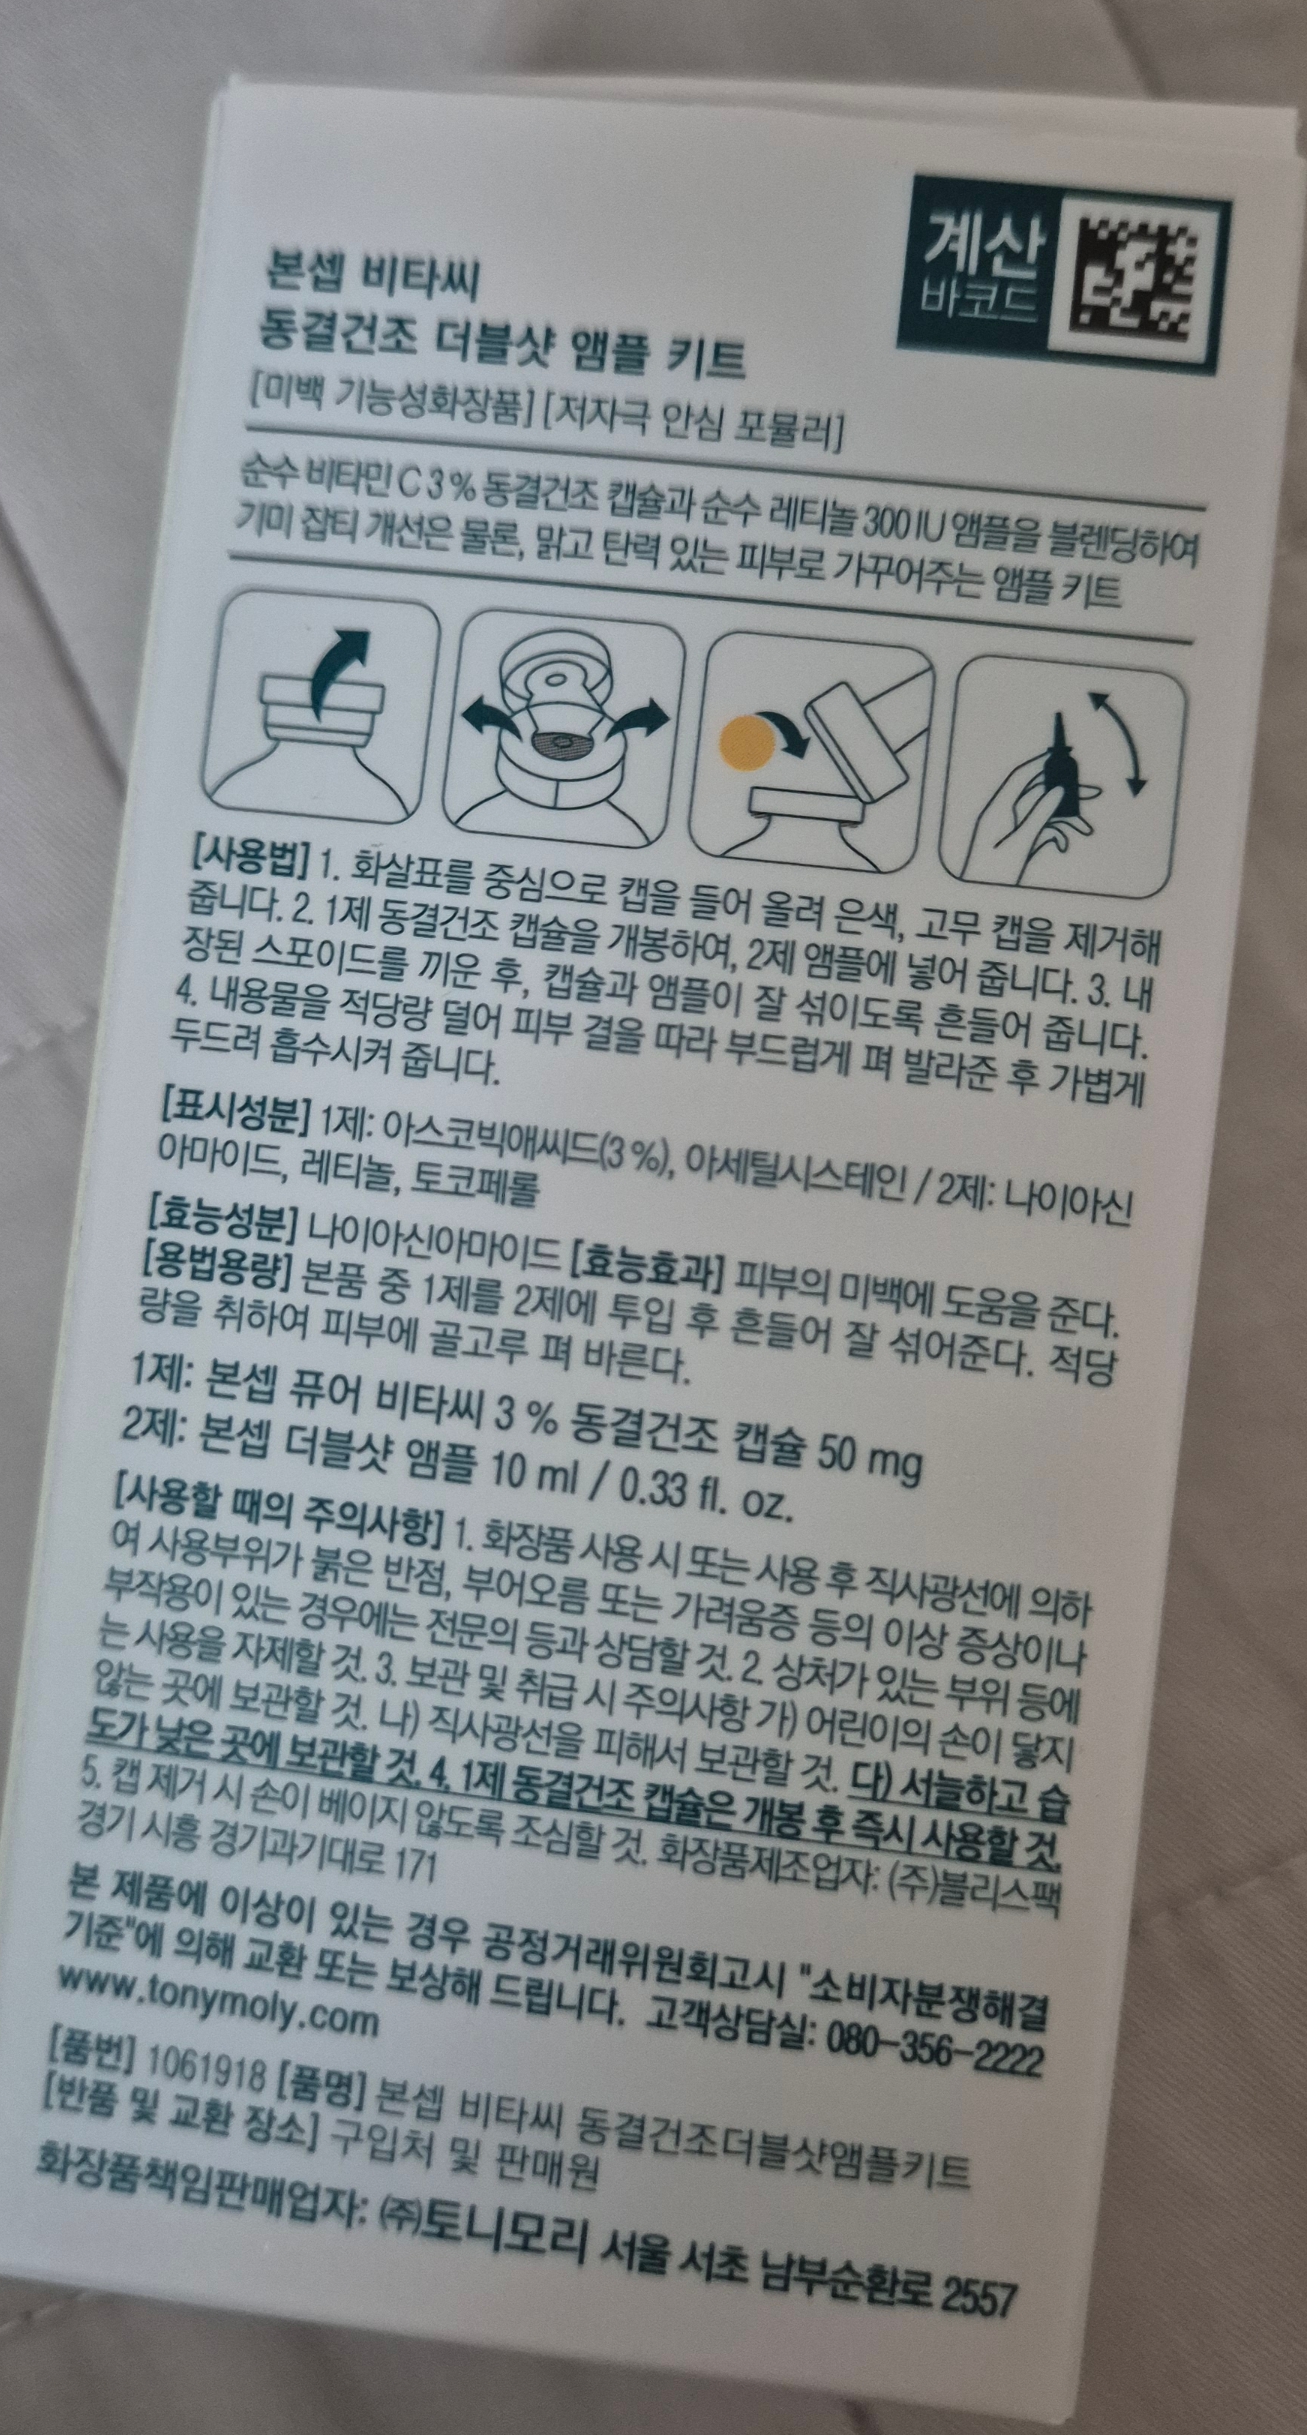 계산
바코드
본셉 비타씨
동결건조 더블샷 앰플 키트
[미백 기능성화장품] [저자극 안심 포뮬러]
순수 비타민 C 3 % 동결건조 캡슐과 순수 레티놀 300 IU 앰플을 블렌딩하여
기미 잡티 개선은 물론, 맑고 탄력 있는 피부로 가꾸어주는 앰플 키트
[사용법] 1. 화살표를 중심으로 캡을 들어 올려 은색, 고무 캡을 제거해
줍니다. 2. 1제 동결건조 캡슐을 개봉하여, 2제 앰플에 넣어 줍니다. 3. 내
장된 스포이드를 끼운 후, 캡슐과 앰플이 잘 섞이도록 흔들어 줍니다.
4. 내용물을 적당량 덜어 피부 결을 따라 부드럽게 펴 발라준 후 가볍게
두드려 흡수시켜 줍니다.
[표시성분] 1제: 아스코빅애씨드(3 %), 아세틸시스테인 / 2제: 나이아신
아마이드, 레티놀, 토코페롤
[효능성분] 나이아신아마이드 [효능효과] 피부의 미백에 도움을 준다.
[용법용량] 본품 중 1제를 2제에 투입 후 흔들어 잘 섞어준다. 적당
량을 취하여 피부에 골고루 펴 바른다.
1제: 본셉 퓨어 비타씨 3 % 동결건조 캡슐 50 mg
2제: 본셉 더블샷 앰플 10 ml / 0.33 fl. oz.
[사용할 때의 주의사항] 1. 화장품 사용 시 또는 사용 후 직사광선에 의하
여 사용부위가 붉은 반점, 부어오름 또는 가려움증 등의 이상 증상이나
부작용이 있는 경우에는 전문의 등과 상담할 것. 2. 상처가 있는 부위 등에
는 사용을 자제할 것. 3. 보관 및 취급 시 주의사항 가) 어린이의 손이 닿지
않는 곳에 보관할 것. 나) 직사광선을 피해서 보관할 것. 다) 서늘하고 습
도가 낮은 곳에 보관할 것. 4. 1제 동결건조 캡슐은 개봉 후 즉시 사용할 것.
5. 캡 제거 시 손이 베이지 않도록 조심할 것. 화장품제조업자: (주)블리스팩
경기 시흥 경기과기대로 171
본 제품에 이상이 있는 경우 공정거래위원회고시 "소비자분쟁해결
기준"에 의해 교환 또는 보상해 드립니다. 고객상담실: 080-356-2222
www.tonymoly.com
[품번] 1061918 [품명] 본셉 비타씨 동결건조더블샷앰플키트
[반품 및 교환 장소] 구입처 및 판매원
화장품책임판매업자: ㈜토니모리 서울 서초 남부순환로 2557